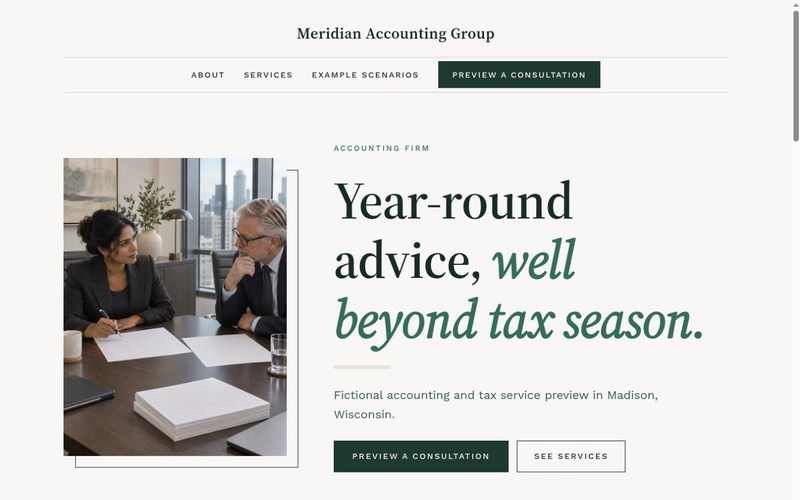 Meridian Accounting Group
ABOUT SERVICES EXAMPLE SCENARIOS PREVIEW A CONSULTATION
ACCOUNTING FIRM
Year-round
advice, well
beyond tax season.
Fictional accounting and tax service preview in Madison,
Wisconsin.
PREVIEW A CONSULTATION SEE SERVICES